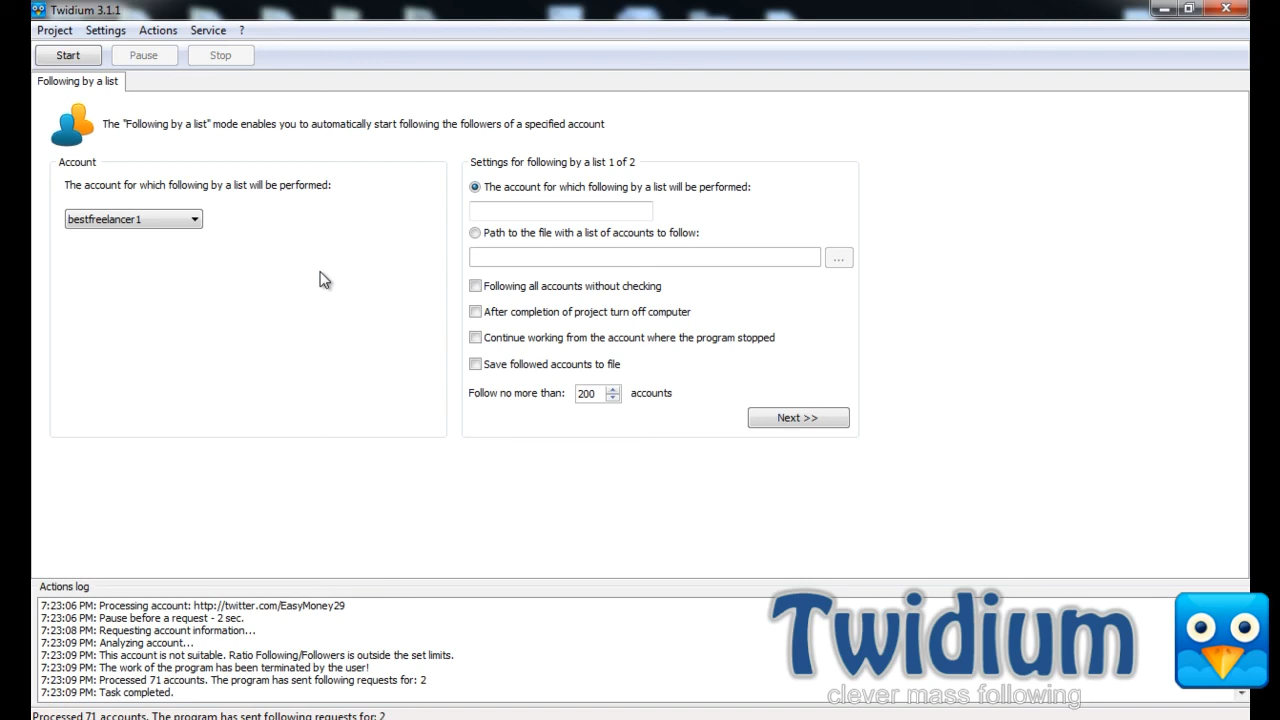 Twidium 3.1.1
Project Settings Actions Service ?
Start Pause Stop
Following by a list
The "Following by a list" mode enables you to automatically start following the followers of a specified account
Account
The account for which following by a list will be performed:
bestfreelancer1
Settings for following by a list 1 of 2
The account for which following by a list will be performed:
Path to the file with a list of accounts to follow:
...
Following all accounts without checking
After completion of project turn off computer
Continue working from the account where the program stopped
Save followed accounts to file
Follow no more than: 200 accounts
Next >>
Actions log
7:23:06 PM: Processing account: http://twitter.com/EasyMoney29
7:23:06 PM: Pause before a request - 2 sec.
7:23:08 PM: Requesting account information...
7:23:09 PM: Analyzing account...
7:23:09 PM: This account is not suitable. Ratio Following/Followers is outside the set limits.
7:23:09 PM: The work of the program has been terminated by the user!
7:23:09 PM: Processed 71 accounts. The program has sent following requests for: 2
7:23:09 PM: Task completed.
Twidium
clever mass following
Processed 71 accounts. The program has sent following requests for: 2